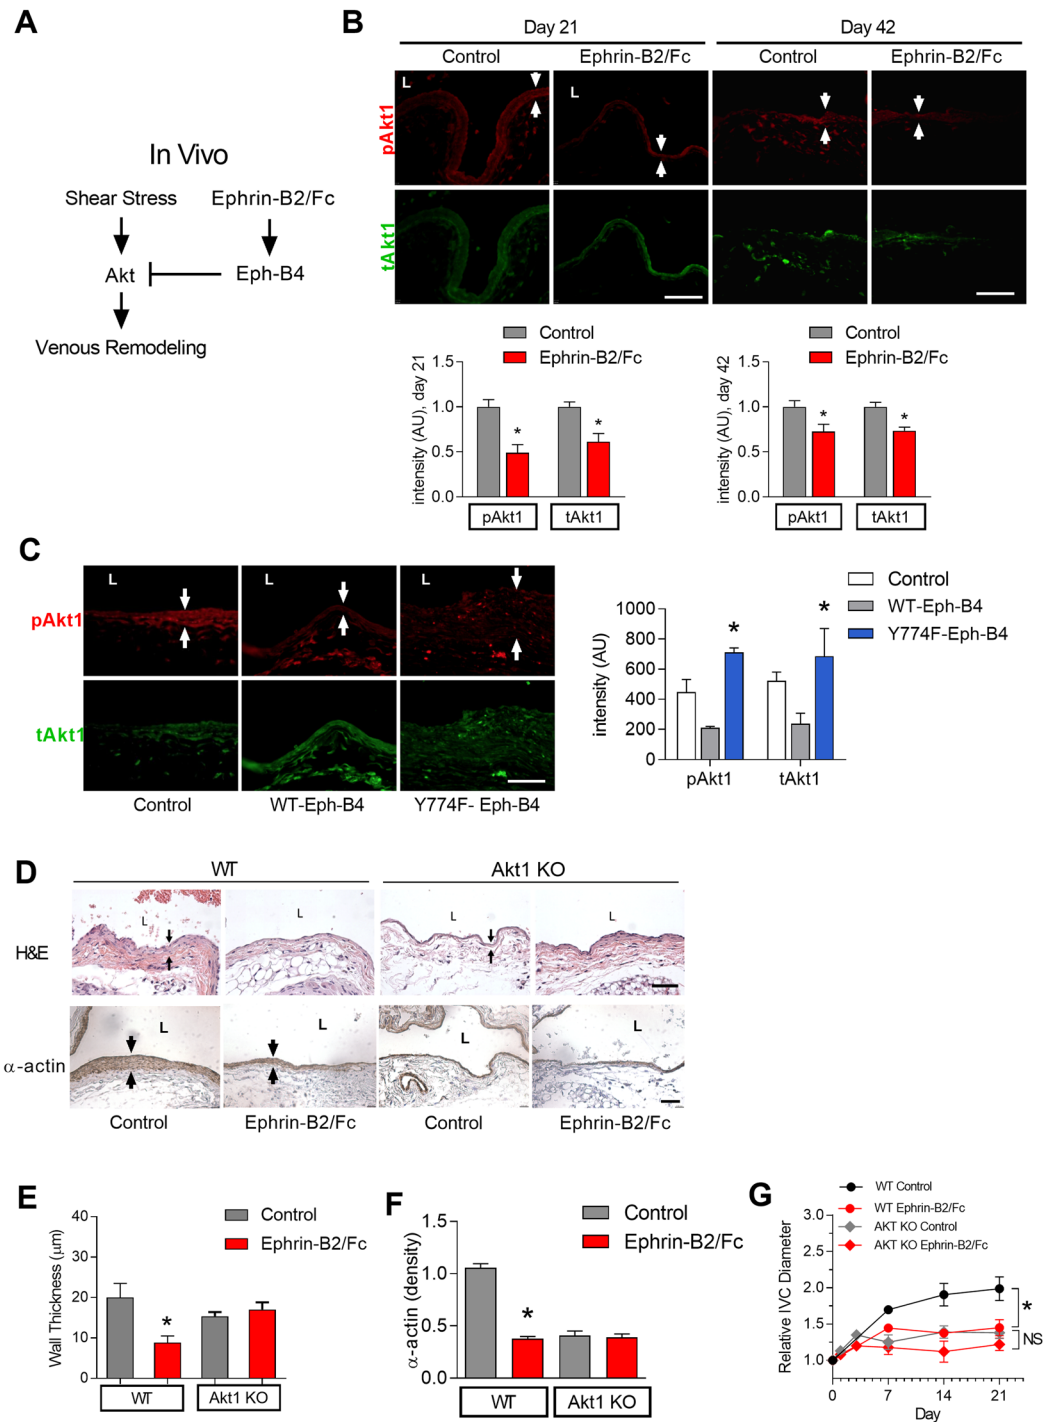 A
In Vivo
Shear Stress Ephrin-B2/Fc
Akt Eph-B4
Venous Remodeling
B
Day 21 Day 42
Control Ephrin-B2/Fc Control Ephrin-B2/Fc
L L
pAkt1
tAkt1
Control
Ephrin-B2/Fc
intensity (AU), day 21
1.5
1.0
0.5
0.0
* *
pAkt1 tAkt1
Control
Ephrin-B2/Fc
intensity (AU), day 42
1.5
1.0
0.5
0.0
* *
pAkt1 tAkt1
C
L L L
pAkt1
tAkt1
Control WT-Eph-B4 Y774F- Eph-B4
Control
WT-Eph-B4
Y774F-Eph-B4
intensity (AU)
1000
800
600
400
200
0
* *
pAkt1 tAkt1
D
WT Akt1 KO
H&E
L L L L
α-actin
L L L L
Control Ephrin-B2/Fc Control Ephrin-B2/Fc
E
Control
Ephrin-B2/Fc
Wall Thickness (µm)
40
30
20
10
0
*
WT Akt1 KO
F
Control
Ephrin-B2/Fc
α-actin (density)
1.5
1.0
0.5
0.0
*
WT Akt1 KO
G
WT Control
WT Ephrin-B2/Fc
AKT KO Control
AKT KO Ephrin-B2/Fc
Relative IVC Diameter
3.0
2.5
2.0
1.5
1.0
*
NS
0 7 14 21
Day